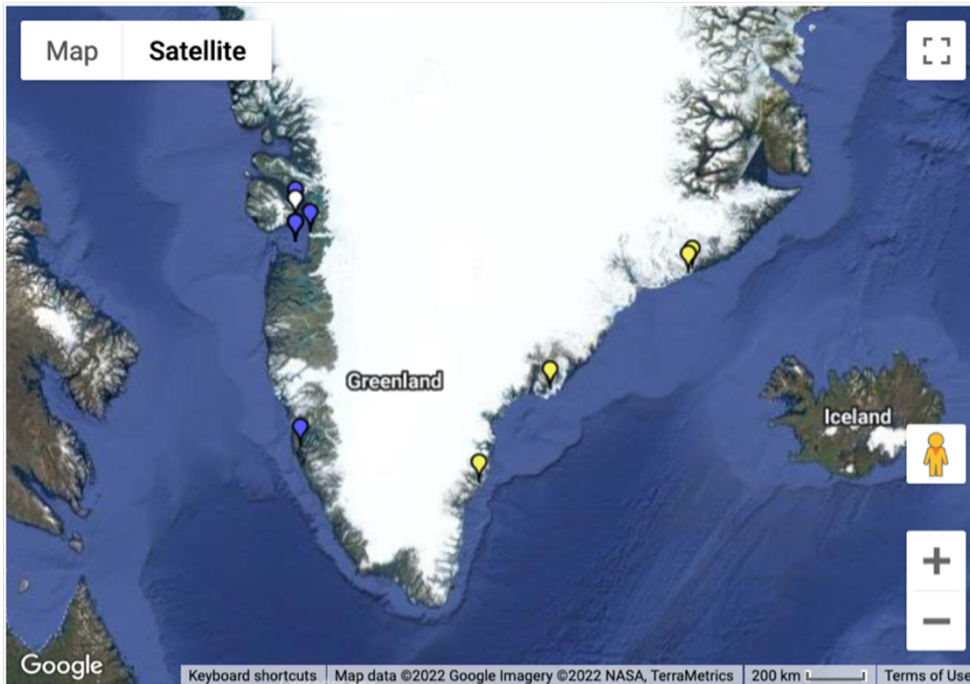 Map Satellite
Greenland
Iceland
Google
Keyboard shortcuts Map data ©2022 Google Imagery ©2022 NASA, TerraMetrics 200 km Terms of Use